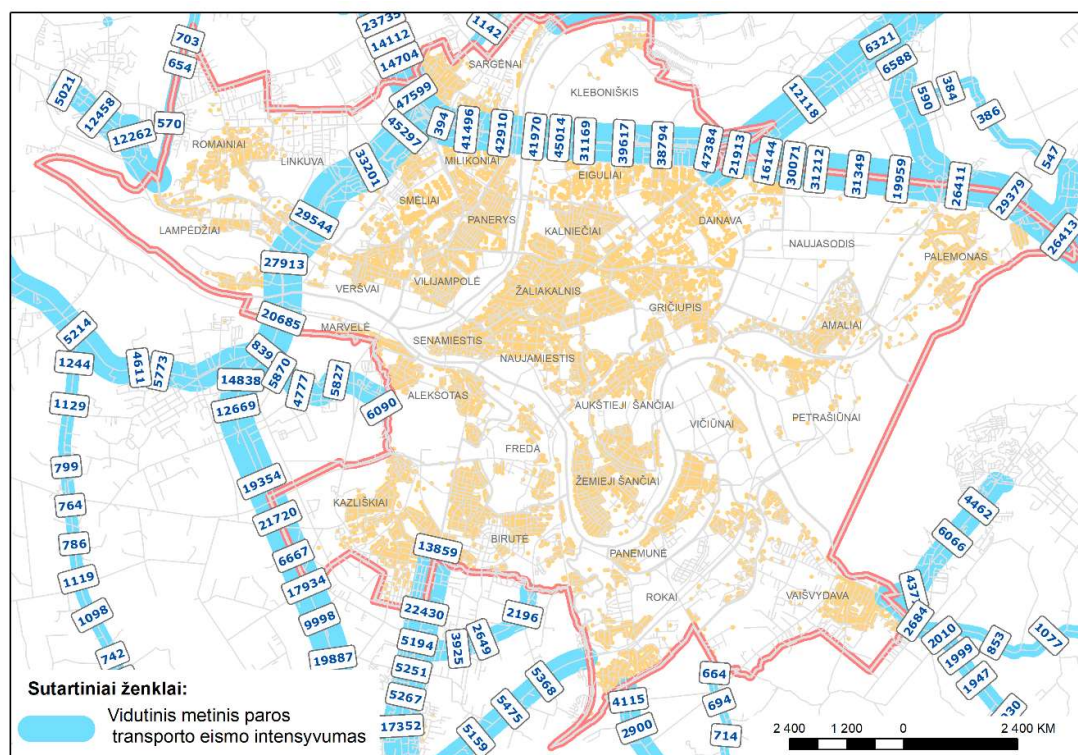 703
654
570
5021
12458
12262
23735
14112
14704
1142
SARGĖNAI
KLEBONIŠKIS
6321
6588
12118
590
384
386
547
47599
45297
394
41496
42910
41970
45014
31169
39617
38794
47384
21913
16144
30071
31212
31349
19959
26411
29379
26413
ROMAINIAI
LINKUVA
33201
MILIKONIAI
EIGULIAI
SMĖLIAI
PANERYS
DAINAVA
29544
LAMPĖDŽIAI
KALNIEČIAI
NAUJASODIS
PALEMONAS
27913
VERŠVAI
VILIJAMPOLĖ
ŽALIAKALNIS
GRIČIUPIS
20685
MARVELĖ
SENAMIESTIS
AMALIAI
NAUJAMIESTIS
5214
1244
4611
5773
839
5870
14838
4777
5827
6090
12669
ALEKSOTAS
AUKŠTIEJI ŠANČIAI
VIČIŪNAI
PETRAŠIŪNAI
1129
799
764
786
1119
1098
742
FREDA
19354
21720
6667
17934
9998
19887
KAZLIŠKIAI
ŽEMIEJI ŠANČIAI
BIRUTĖ
13859
PANEMUNĖ
4462
6066
22430
2196
ROKAI
VAIŠVYDAVA
437
2684
5194
3925
2649
2010
1999
853
1077
5251
5368
664
1947
5267
5475
4115
694
17352
5159
2900
714
Sutartiniai ženklai:
Vidutinis metinis paros
transporto eismo intensyvumas
2 400 1 200 0 2 400 KM